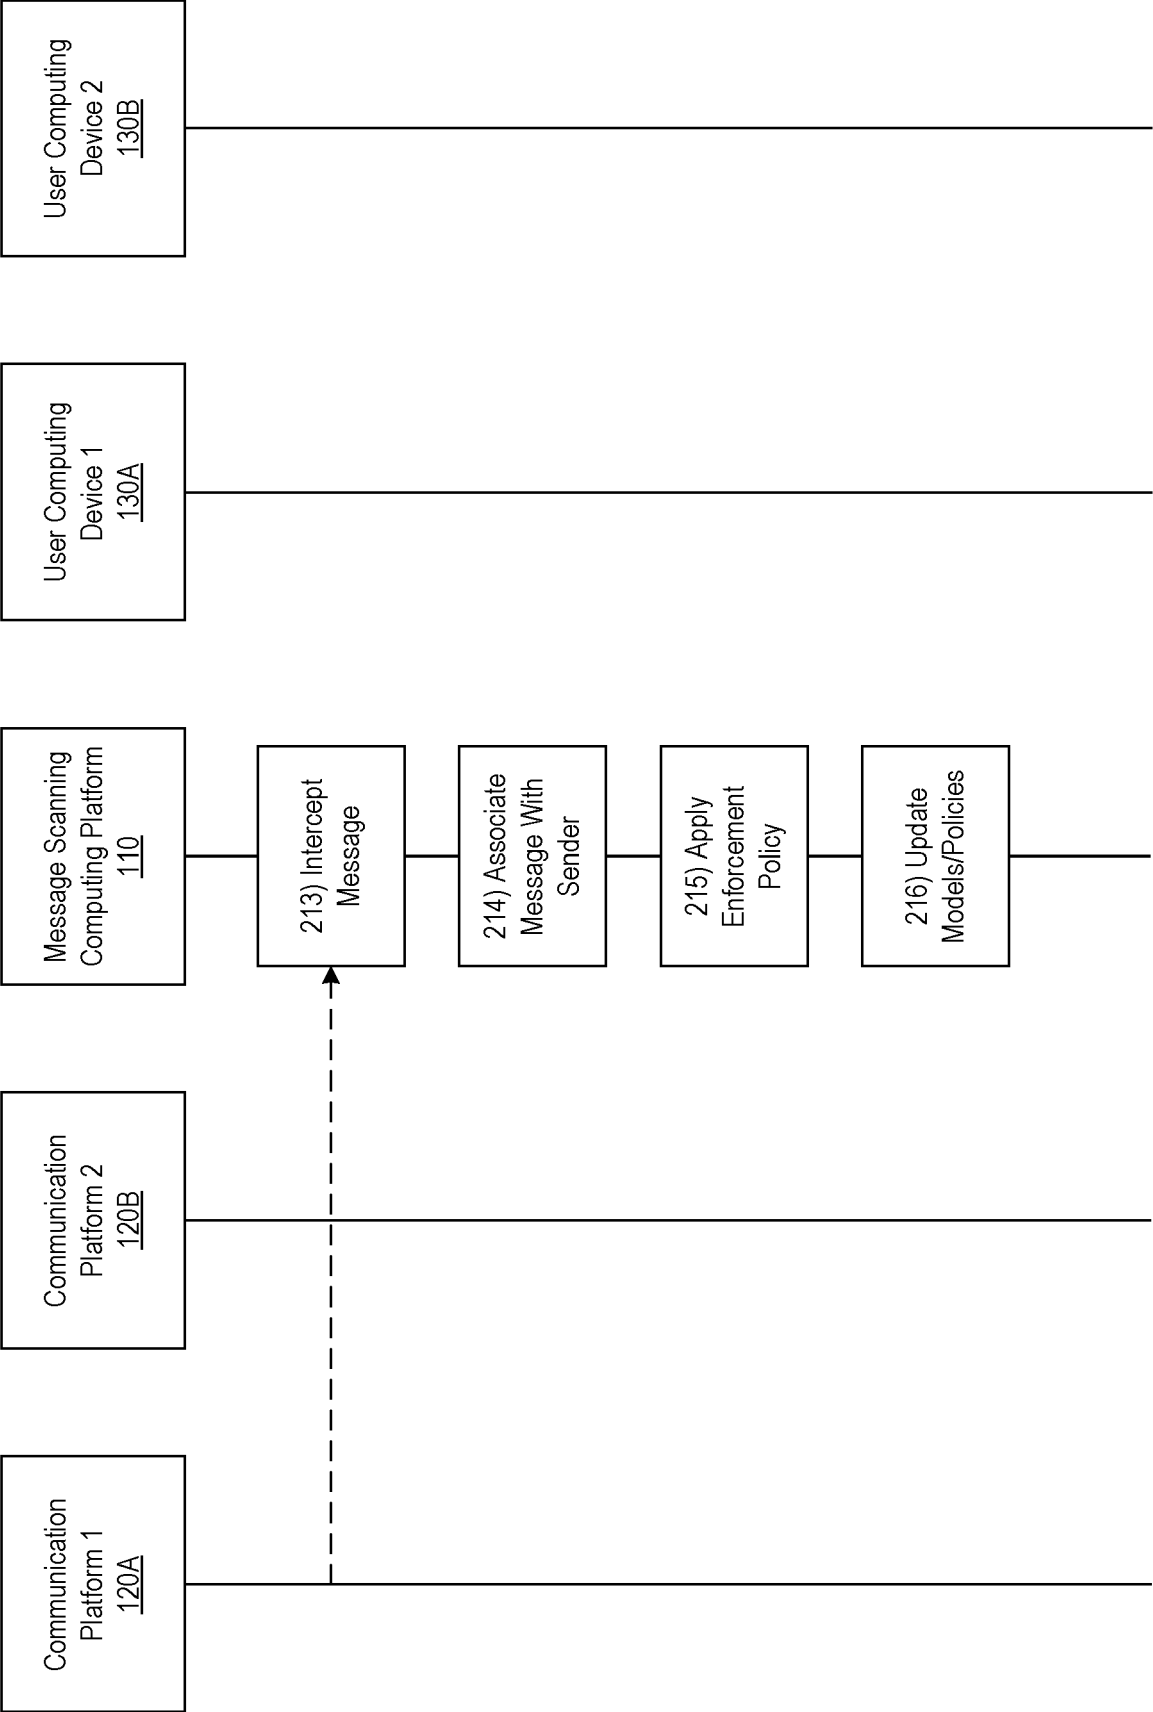 Communication
Platform 1
120A
Communication
Platform 2
120B
Message Scanning
Computing Platform
110
User Computing
Device 1
130A
User Computing
Device 2
130B
213) Intercept
Message
214) Associate
Message With
Sender
215) Apply
Enforcement
Policy
216) Update
Models/Policies